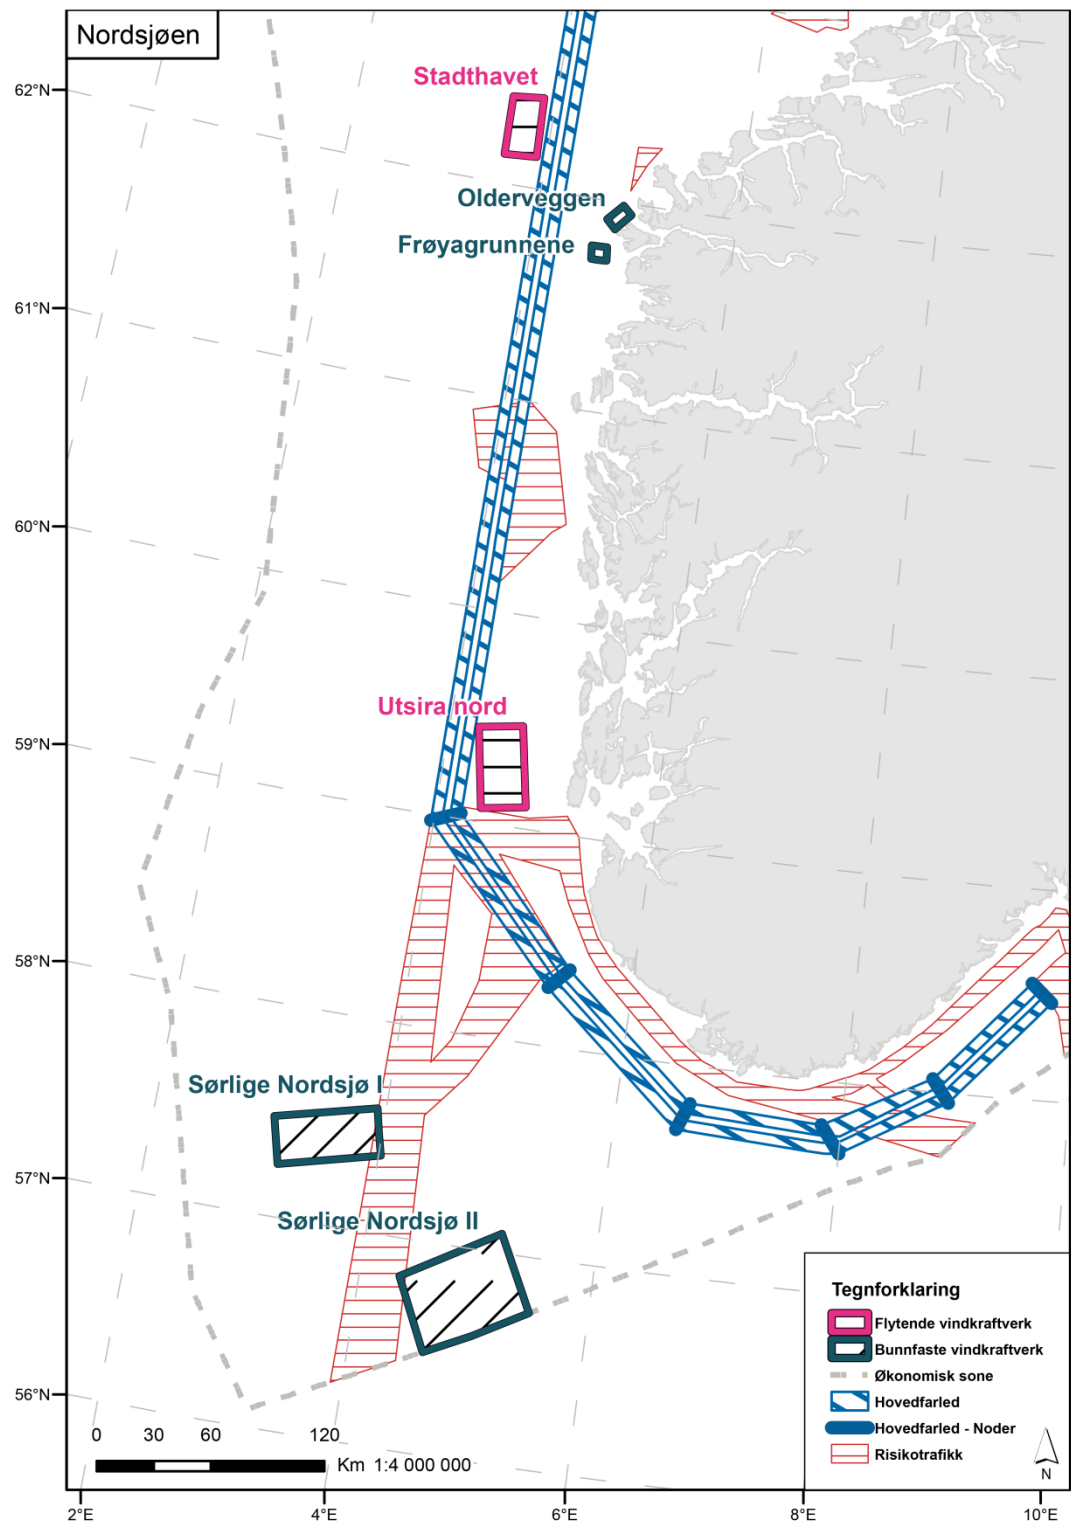 Nordsjøen
62°N
61°N
60°N
59°N
58°N
57°N
56°N
Stadthavet
Olderveggen
Frøyagrunnene
Utsira nord
Sørlige Nordsjø I
Sørlige Nordsjø II
Tegnforklaring
Flytende vindkraftverk
Bunnfaste vindkraftverk
Økonomisk sone
Hovedfarled
Hovedfarled - Noder
Risikotrafikk
N
0 30 60 120
Km 1:4 000 000
2°E 4°E 6°E 8°E 10°E